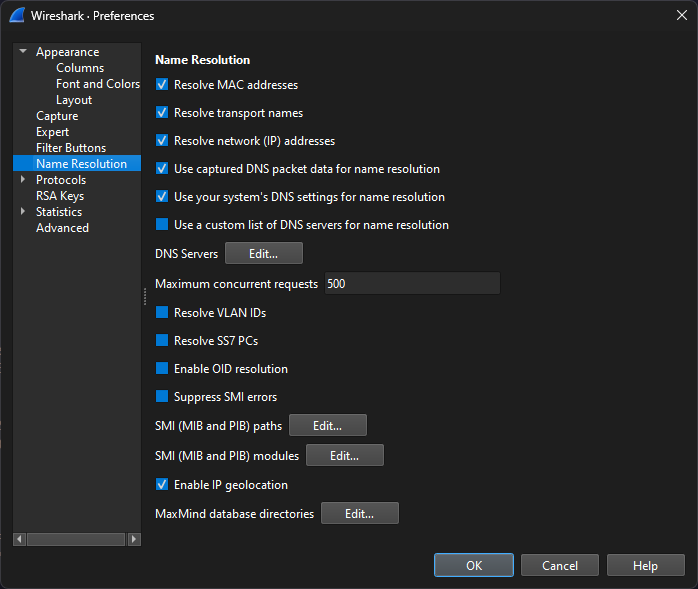 Wireshark · Preferences
Appearance
Columns
Font and Colors
Layout
Capture
Expert
Filter Buttons
Name Resolution
Protocols
RSA Keys
Statistics
Advanced
Name Resolution
Resolve MAC addresses
Resolve transport names
Resolve network (IP) addresses
Use captured DNS packet data for name resolution
Use your system's DNS settings for name resolution
Use a custom list of DNS servers for name resolution
DNS Servers Edit...
Maximum concurrent requests 500
Resolve VLAN IDs
Resolve SS7 PCs
Enable OID resolution
Suppress SMI errors
SMI (MIB and PIB) paths Edit...
SMI (MIB and PIB) modules Edit...
Enable IP geolocation
MaxMind database directories Edit...
OK Cancel Help